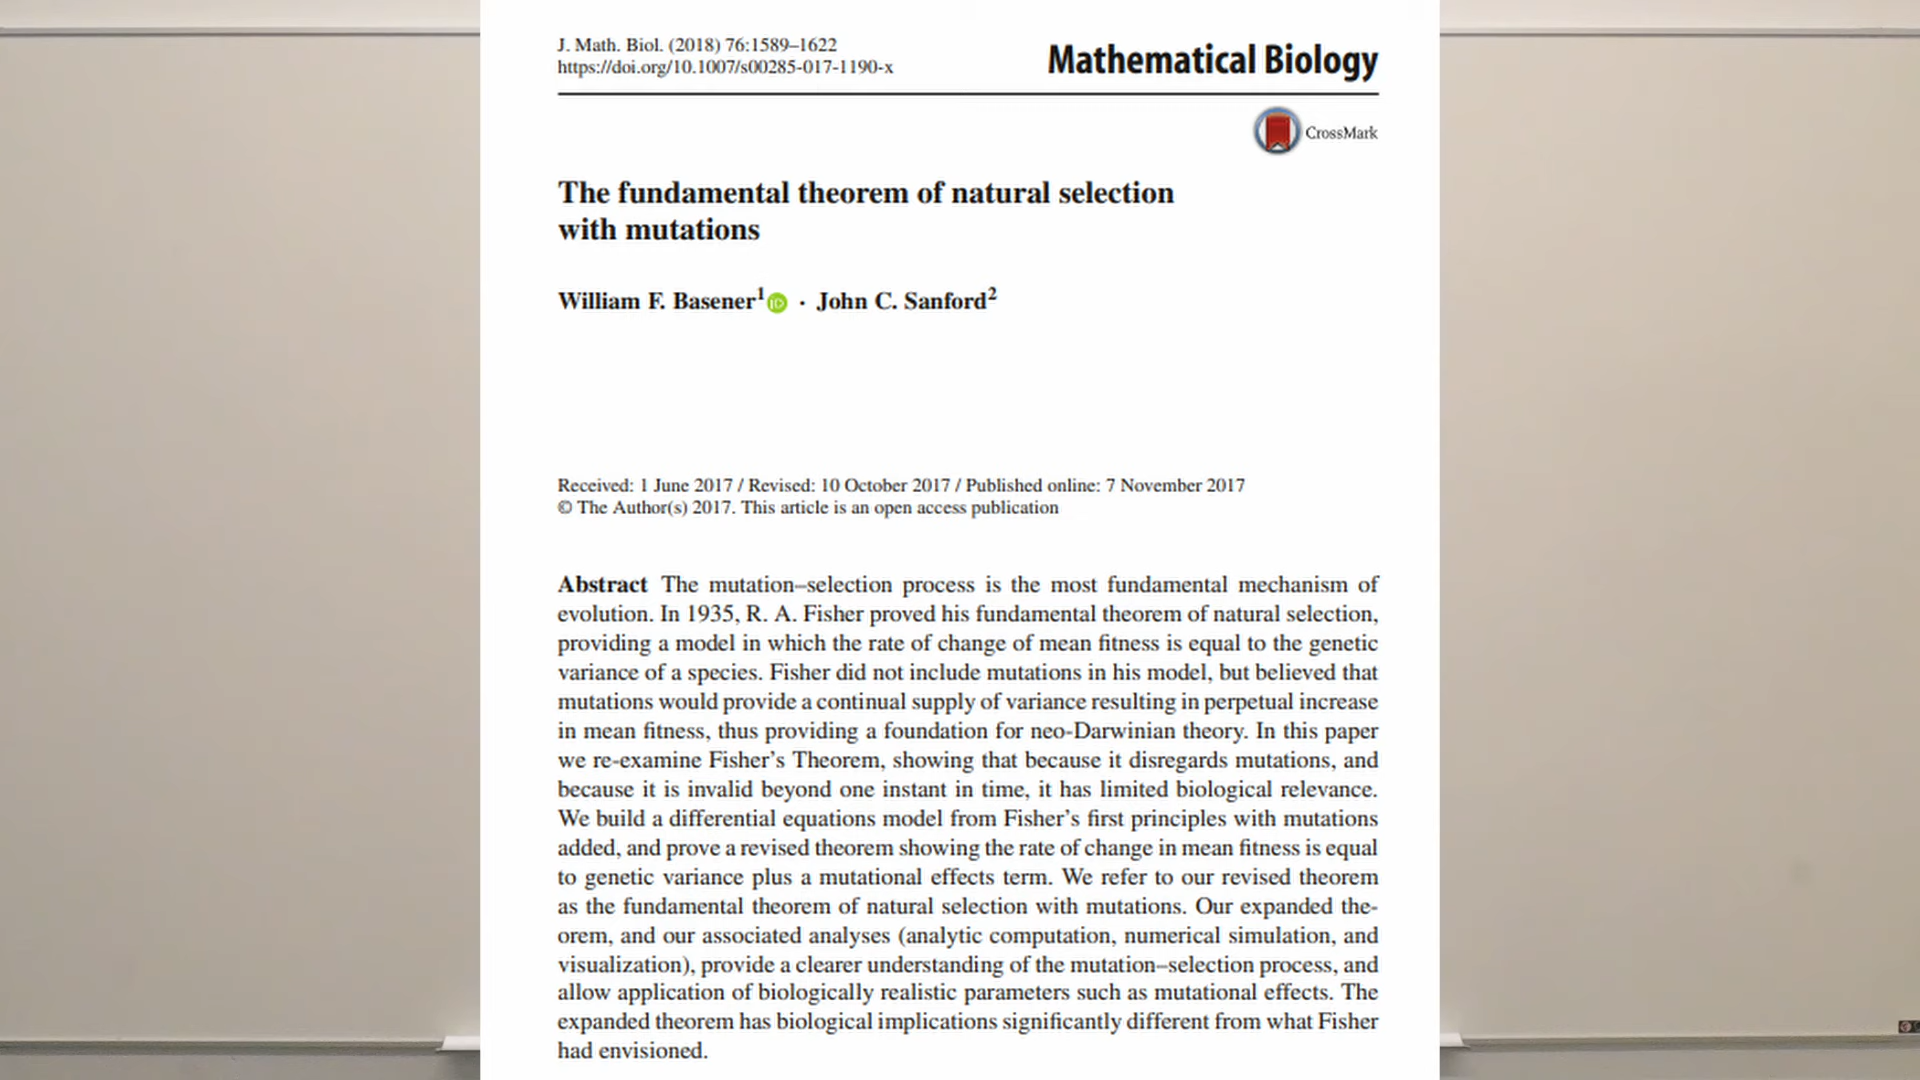 J. Math. Biol. (2018) 76:1589–1622
https://doi.org/10.1007/s00285-017-1190-x
Mathematical Biology
CrossMark
The fundamental theorem of natural selection
with mutations
William F. Basener1 iD · John C. Sanford2
Received: 1 June 2017 / Revised: 10 October 2017 / Published online: 7 November 2017
© The Author(s) 2017. This article is an open access publication
Abstract The mutation–selection process is the most fundamental mechanism of
evolution. In 1935, R. A. Fisher proved his fundamental theorem of natural selection,
providing a model in which the rate of change of mean fitness is equal to the genetic
variance of a species. Fisher did not include mutations in his model, but believed that
mutations would provide a continual supply of variance resulting in perpetual increase
in mean fitness, thus providing a foundation for neo-Darwinian theory. In this paper
we re-examine Fisher's Theorem, showing that because it disregards mutations, and
because it is invalid beyond one instant in time, it has limited biological relevance.
We build a differential equations model from Fisher's first principles with mutations
added, and prove a revised theorem showing the rate of change in mean fitness is equal
to genetic variance plus a mutational effects term. We refer to our revised theorem
as the fundamental theorem of natural selection with mutations. Our expanded the-
orem, and our associated analyses (analytic computation, numerical simulation, and
visualization), provide a clearer understanding of the mutation–selection process, and
allow application of biologically realistic parameters such as mutational effects. The
expanded theorem has biological implications significantly different from what Fisher
had envisioned.